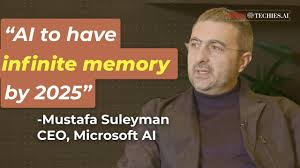 TECHIES.AI
“AI to have
infinite memory
by 2025”
-Mustafa Suleyman
CEO, Microsoft AI